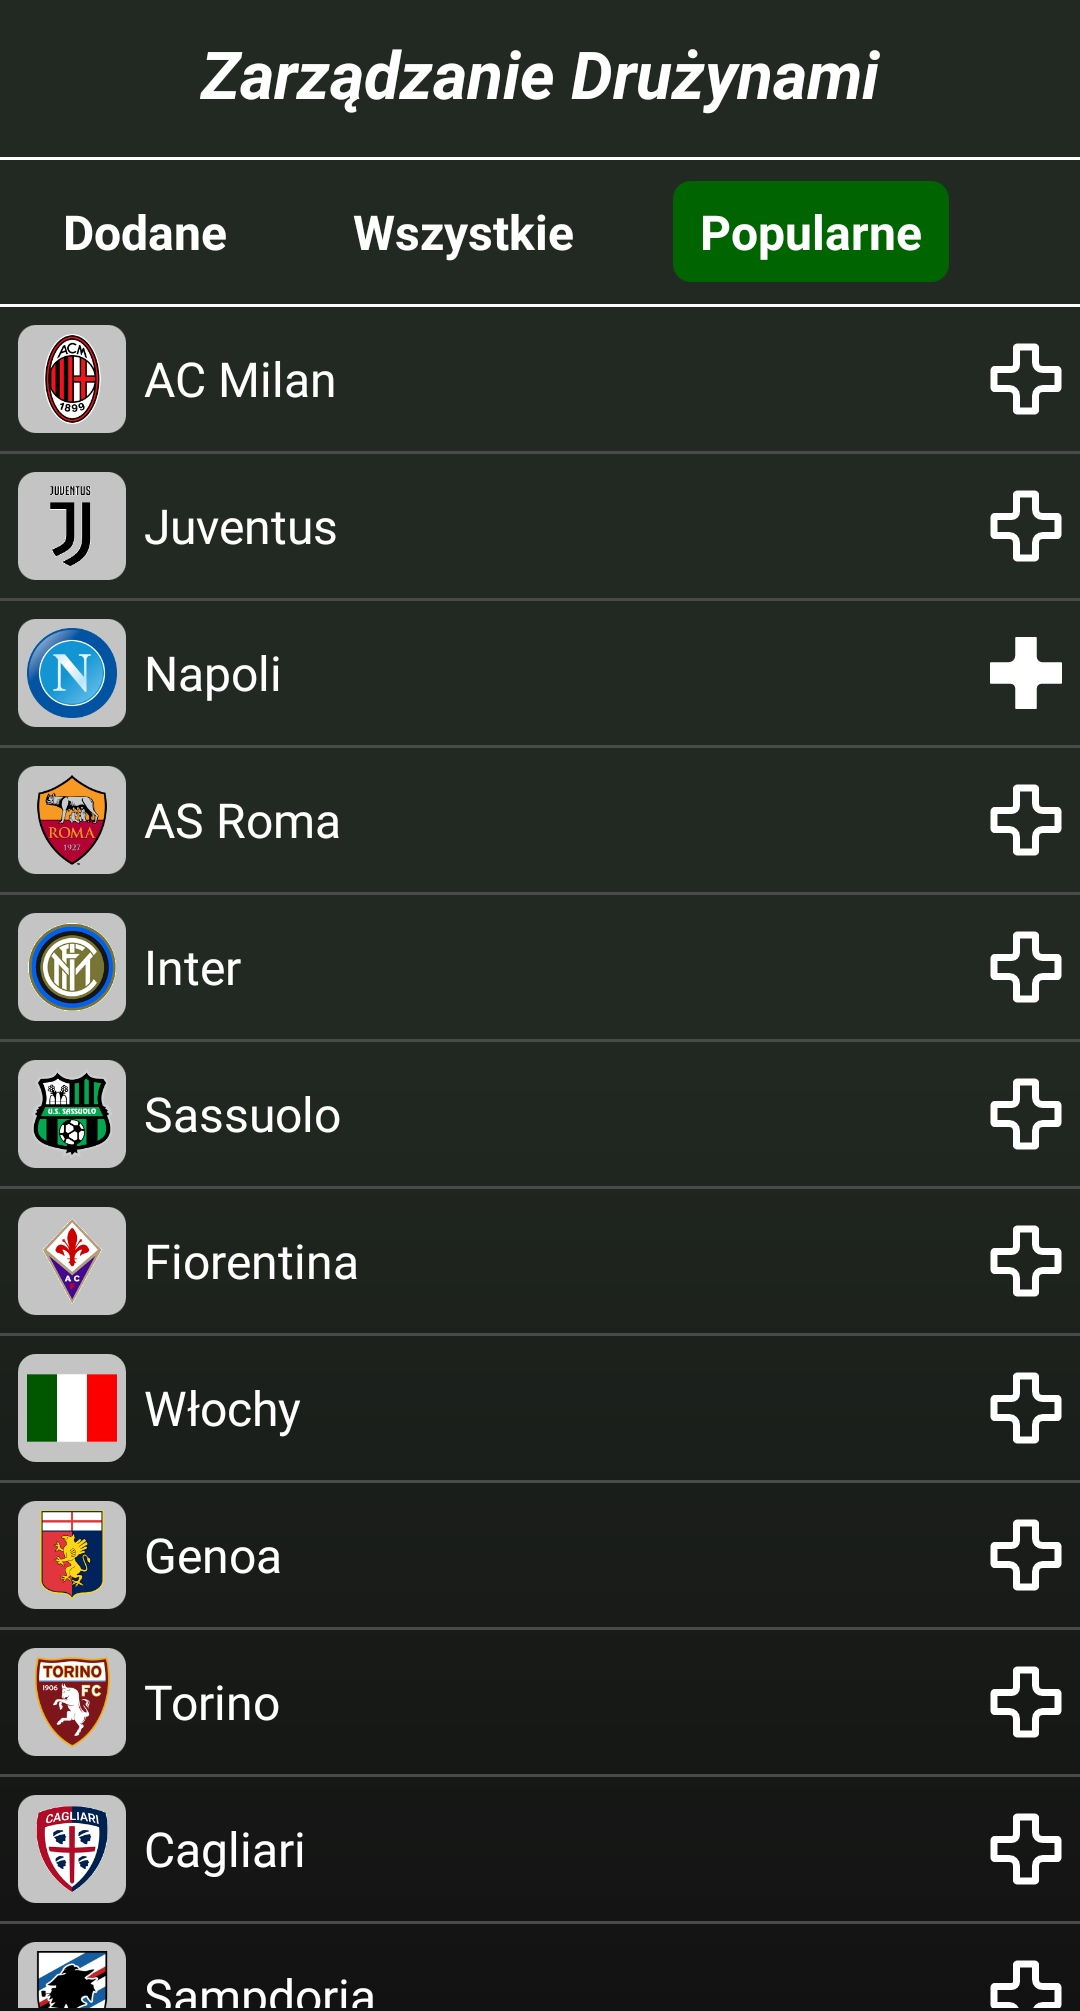 Zarządzanie Drużynami
Dodane Wszystkie Popularne
ACM
1899
AC Milan
JUVENTUS
Juventus
N
Napoli
ROMA
1927
AS Roma
Inter
U.S. SASSUOLO
Sassuolo
AC
Fiorentina
Włochy
Genoa
TORINO
1906 FC
Torino
CAGLIARI
Cagliari
Sampdoria